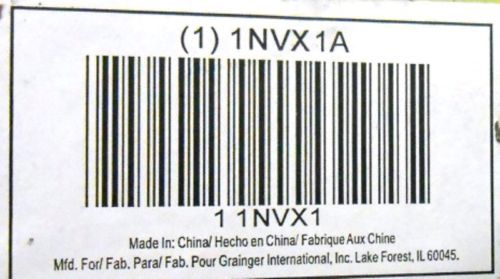 (1) 1NVX1A
1 1NVX1
Made In: China/ Hecho en China/ Fabrique Aux Chine
Mfd. For/ Fab. Para/ Fab. Pour Grainger International, Inc. Lake Forest, IL 60045.